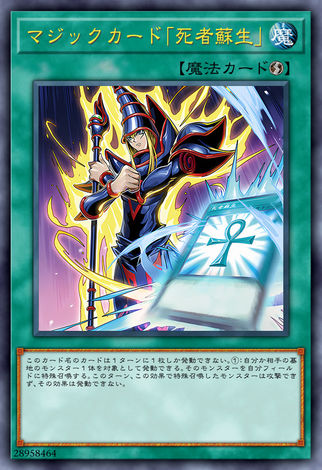 マジックカード「死者蘇生」
魔
【魔法カード】
死者蘇生
このカード名のカードは１ターンに１枚しか発動できない。①：自分か相手の墓
地のモンスター１体を対象として発動できる。そのモンスターを自分フィール
ドに特殊召喚する。このターン、この効果で特殊召喚したモンスターは攻撃でき
ず、その効果は発動できない。
28958464